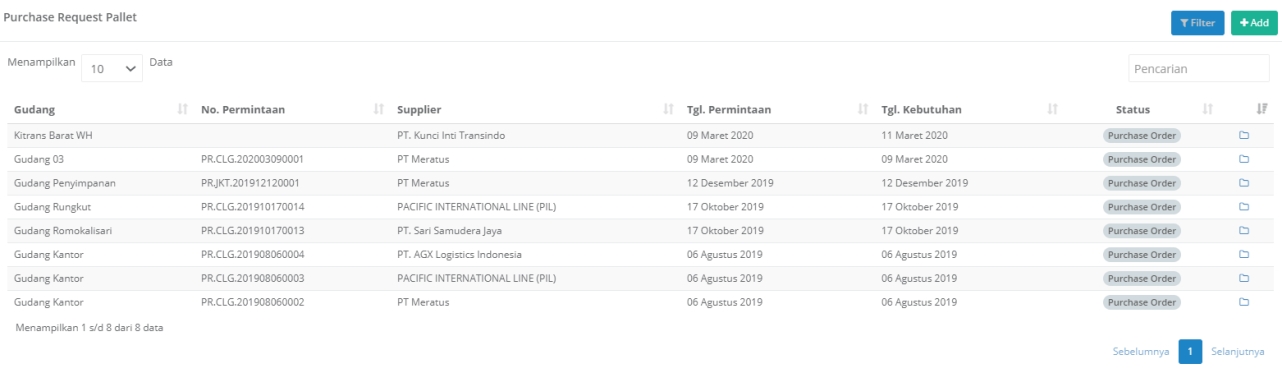 Purchase Request Pallet
Filter
+Add
Menampilkan 10 Data
Pencarian
Gudang No. Permintaan Supplier Tgl. Permintaan Tgl. Kebutuhan Status
Kitrans Barat WH PT. Kunci Inti Transindo 09 Maret 2020 11 Maret 2020 Purchase Order
Gudang 03 PR.CLG.202003090001 PT Meratus 09 Maret 2020 09 Maret 2020 Purchase Order
Gudang Penyimpanan PR.JKT.201912120001 PT Meratus 12 Desember 2019 12 Desember 2019 Purchase Order
Gudang Rungkut PR.CLG.201910170014 PACIFIC INTERNATIONAL LINE (PIL) 17 Oktober 2019 17 Oktober 2019 Purchase Order
Gudang Romokalisari PR.CLG.201910170013 PT. Sari Samudera Jaya 17 Oktober 2019 17 Oktober 2019 Purchase Order
Gudang Kantor PR.CLG.201908060004 PT. AGX Logistics Indonesia 06 Agustus 2019 06 Agustus 2019 Purchase Order
Gudang Kantor PR.CLG.201908060003 PACIFIC INTERNATIONAL LINE (PIL) 06 Agustus 2019 06 Agustus 2019 Purchase Order
Gudang Kantor PR.CLG.201908060002 PT Meratus 06 Agustus 2019 06 Agustus 2019 Purchase Order
Menampilkan 1 s/d 8 dari 8 data
Sebelumnya 1 Selanjutnya